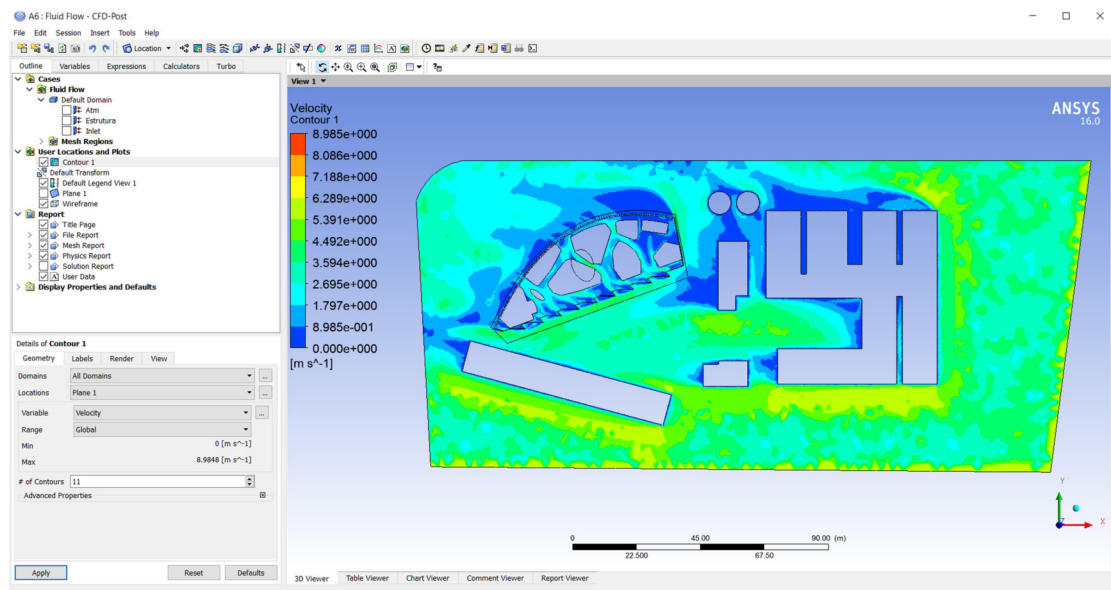 A6 : Fluid Flow - CFD-Post
File Edit Session Insert Tools Help
Location
Outline Variables Expressions Calculators Turbo
Cases
Fluid Flow
Default Domain
Atm
Estrutura
Inlet
Mesh Regions
User Locations and Plots
Contour 1
Default Transform
Default Legend View 1
Plane 1
Wireframe
Report
Title Page
File Report
Mesh Report
Physics Report
Solution Report
User Data
Display Properties and Defaults
Details of Contour 1
Geometry Labels Render View
Domains All Domains ...
Locations Plane 1 ...
Variable Velocity ...
Range Global
Min 0 [m s^-1]
Max 8.9848 [m s^-1]
# of Contours 11
Advanced Properties
Apply Reset Defaults
View 1
Velocity
Contour 1
8.985e+000
8.086e+000
7.188e+000
6.289e+000
5.391e+000
4.492e+000
3.594e+000
2.695e+000
1.797e+000
8.985e-001
0.000e+000
[m s^-1]
ANSYS
16.0
Y
Z X
0 45.00 90.00 (m)
22.500 67.50
3D Viewer Table Viewer Chart Viewer Comment Viewer Report Viewer